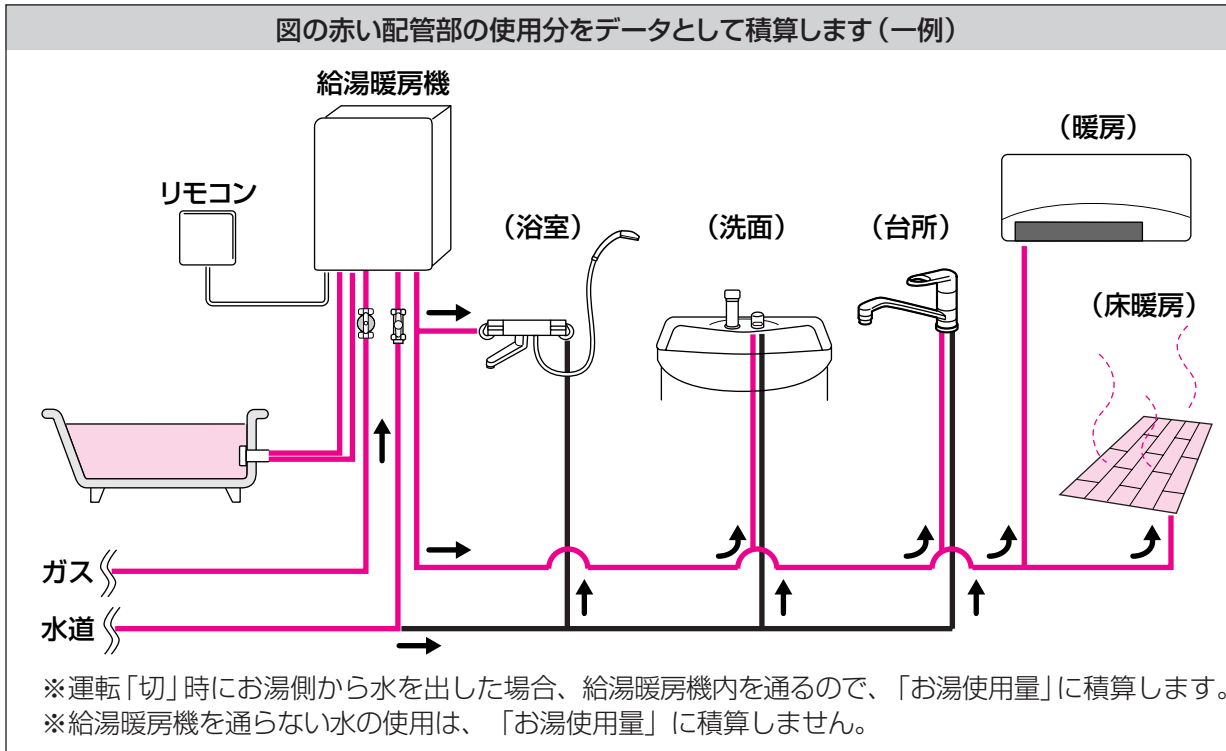 図の赤い配管部の使用分をデータとして積算します（一例）
給湯暖房機
（暖房）
リモコン
（浴室）
（洗面）
（台所）
（床暖房）
ガス
水道
※運転「切」時にお湯側から水を出した場合、給湯暖房機内を通るので、「お湯使用量」に積算します。
※給湯暖房機を通らない水の使用は、「お湯使用量」に積算しません。